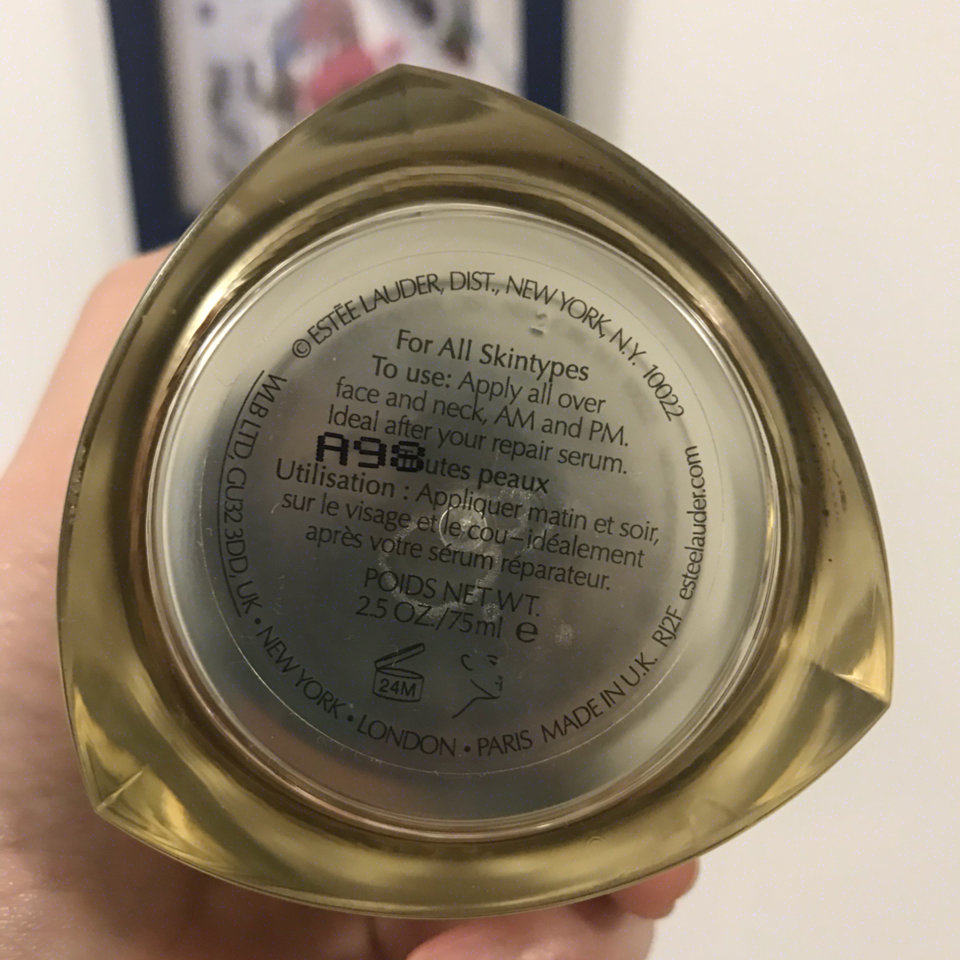 © ESTĒE LAUDER, DIST., NEW YORK, N.Y. 10022
esteelauder.com
For All Skintypes
To use: Apply all over
face and neck, AM and PM.
Ideal after your repair serum.
A98utes peaux
Utilisation : Appliquer matin et soir,
sur le visage et le cou–idéalement
après votre sérum réparateur.
POIDS NET WT.
2.5 OZ./75ml e
24M
WLB LTD, GU32 3DD, UK • NEW YORK • LONDON • PARIS MADE IN U.K. RJ2F